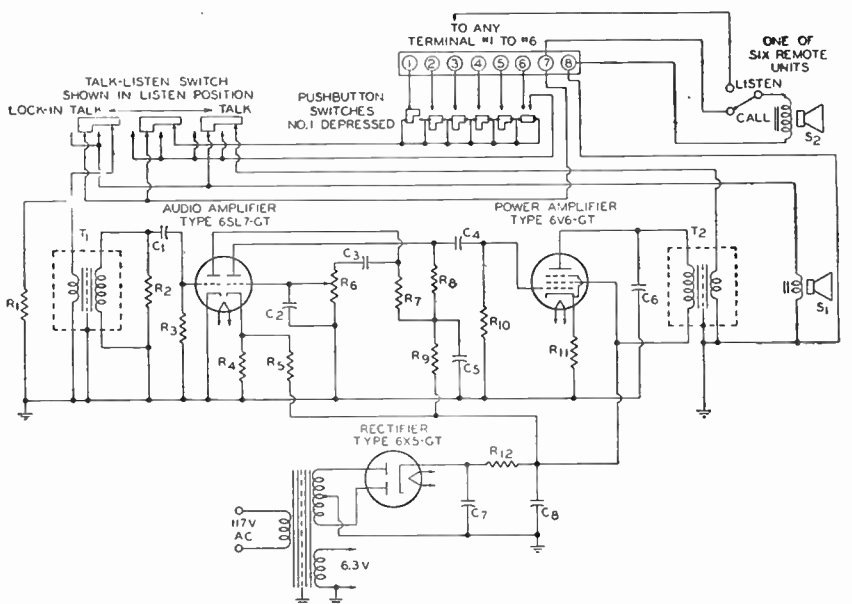 TO ANY
TERMINAL #1 TO #6
1 2 3 4 5 6 7 8
ONE OF
SIX REMOTE
UNITS
LISTEN
CALL
S2
TALK-LISTEN SWITCH
SHOWN IN LISTEN POSITION
LOCK-IN TALK
TALK
PUSHBUTTON
SWITCHES
NO.1 DEPRESSED
AUDIO AMPLIFIER
TYPE 6SL7-GT
POWER AMPLIFIER
TYPE 6V6-GT
T1
C1
C3
C4
T2
R1
R2
R3
C2
R6
R7
R8
R10
C6
S1
R4
R5
R9
C5
R11
RECTIFIER
TYPE 6X5-GT
R12
C7
C8
117V
AC
6.3V